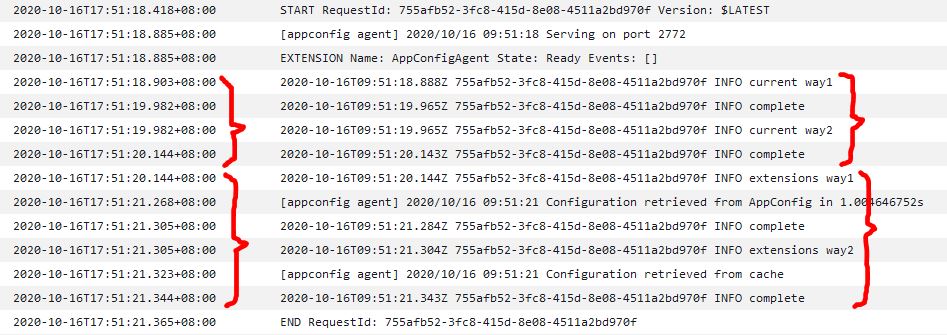 2020-10-16T17:51:18.418+08:00 START RequestId: 755afb52-3fc8-415d-8e08-4511a2bd970f Version: $LATEST
2020-10-16T17:51:18.885+08:00 [appconfig agent] 2020/10/16 09:51:18 Serving on port 2772
2020-10-16T17:51:18.885+08:00 EXTENSION Name: AppConfigAgent State: Ready Events: []
2020-10-16T17:51:18.903+08:00 2020-10-16T09:51:18.888Z 755afb52-3fc8-415d-8e08-4511a2bd970f INFO current way1
2020-10-16T17:51:19.982+08:00 2020-10-16T09:51:19.965Z 755afb52-3fc8-415d-8e08-4511a2bd970f INFO complete
2020-10-16T17:51:19.982+08:00 2020-10-16T09:51:19.965Z 755afb52-3fc8-415d-8e08-4511a2bd970f INFO current way2
2020-10-16T17:51:20.144+08:00 2020-10-16T09:51:20.143Z 755afb52-3fc8-415d-8e08-4511a2bd970f INFO complete
2020-10-16T17:51:20.144+08:00 2020-10-16T09:51:20.144Z 755afb52-3fc8-415d-8e08-4511a2bd970f INFO extensions way1
2020-10-16T17:51:21.268+08:00 [appconfig agent] 2020/10/16 09:51:21 Configuration retrieved from AppConfig in 1.004646752s
2020-10-16T17:51:21.305+08:00 2020-10-16T09:51:21.284Z 755afb52-3fc8-415d-8e08-4511a2bd970f INFO complete
2020-10-16T17:51:21.305+08:00 2020-10-16T09:51:21.304Z 755afb52-3fc8-415d-8e08-4511a2bd970f INFO extensions way2
2020-10-16T17:51:21.323+08:00 [appconfig agent] 2020/10/16 09:51:21 Configuration retrieved from cache
2020-10-16T17:51:21.344+08:00 2020-10-16T09:51:21.343Z 755afb52-3fc8-415d-8e08-4511a2bd970f INFO complete
2020-10-16T17:51:21.365+08:00 END RequestId: 755afb52-3fc8-415d-8e08-4511a2bd970f